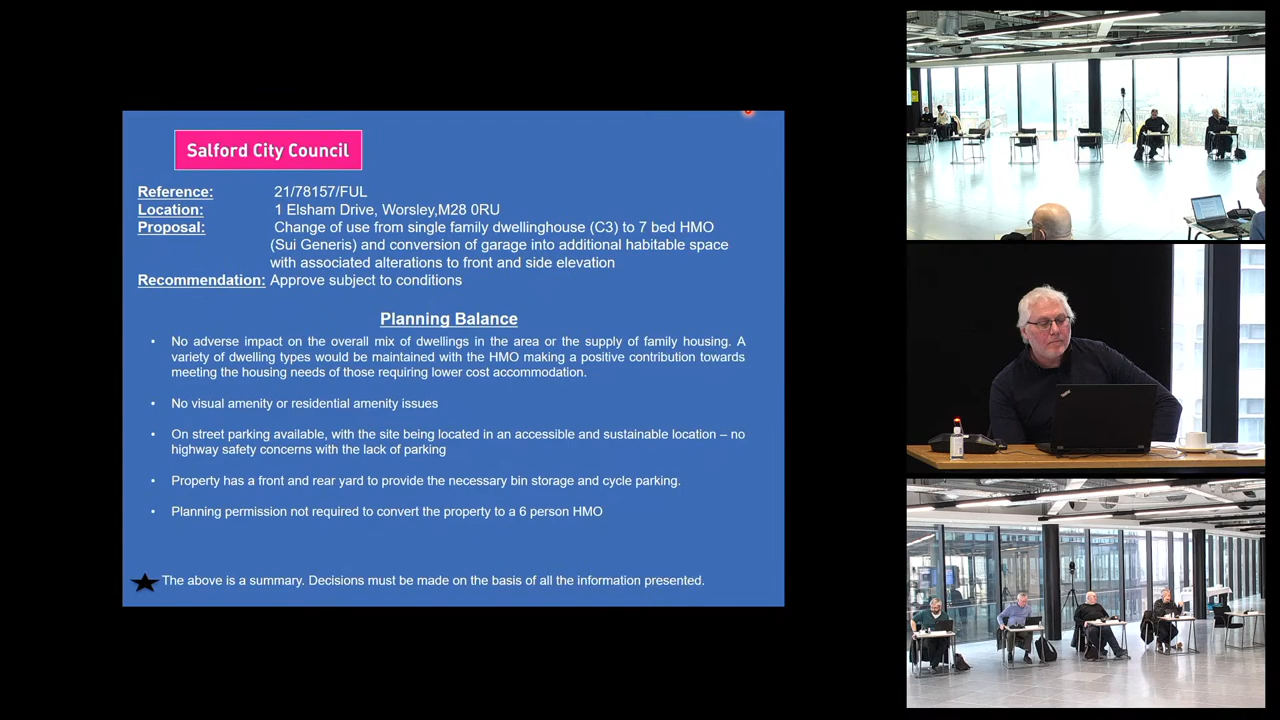 Salford City Council
Reference: 21/78157/FUL
Location: 1 Elsham Drive, Worsley,M28 0RU
Proposal: Change of use from single family dwellinghouse (C3) to 7 bed HMO
(Sui Generis) and conversion of garage into additional habitable space
with associated alterations to front and side elevation
Recommendation: Approve subject to conditions
Planning Balance
• No adverse impact on the overall mix of dwellings in the area or the supply of family housing. A
variety of dwelling types would be maintained with the HMO making a positive contribution towards
meeting the housing needs of those requiring lower cost accommodation.
• No visual amenity or residential amenity issues
• On street parking available, with the site being located in an accessible and sustainable location – no
highway safety concerns with the lack of parking
• Property has a front and rear yard to provide the necessary bin storage and cycle parking.
• Planning permission not required to convert the property to a 6 person HMO
The above is a summary. Decisions must be made on the basis of all the information presented.